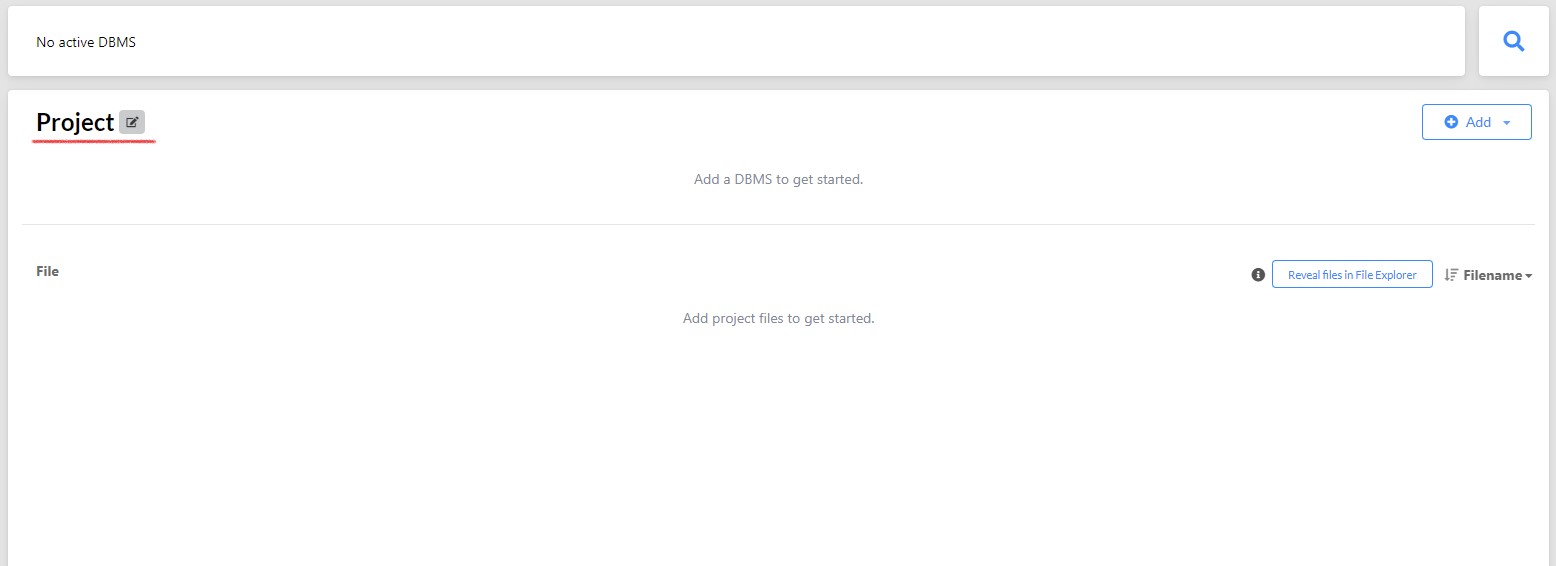 No active DBMS
Project
Add
Add a DBMS to get started.
File
Reveal files in File Explorer
Filename
Add project files to get started.